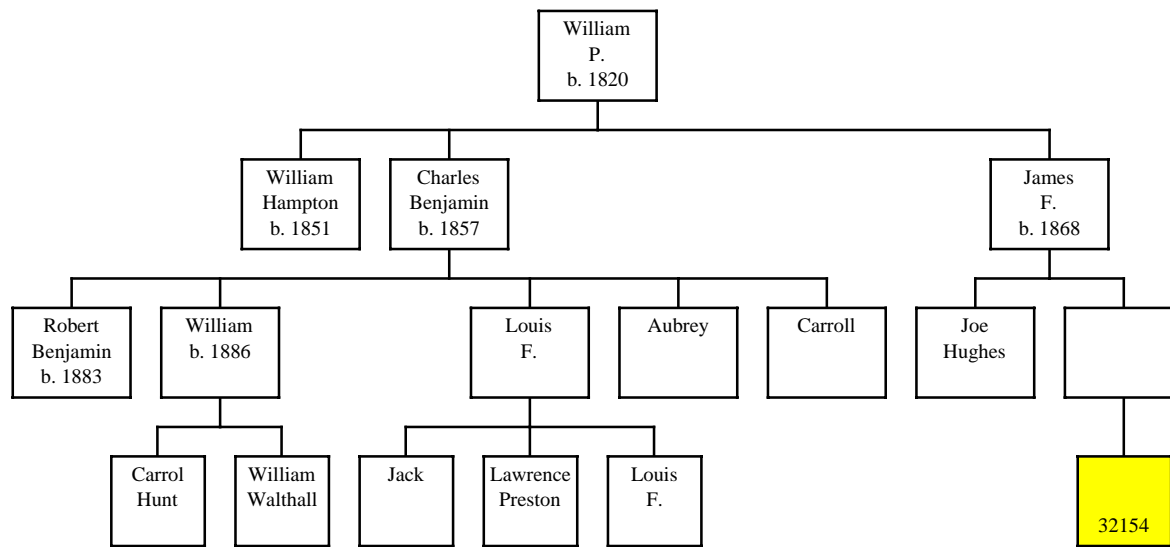 William
P.
b. 1820
William
Hampton
b. 1851
Charles
Benjamin
b. 1857
James
F.
b. 1868
Robert
Benjamin
b. 1883
William
b. 1886
Louis
F.
Aubrey
Carroll
Joe
Hughes
Carrol
Hunt
William
Walthall
Jack
Lawrence
Preston
Louis
F.
32154